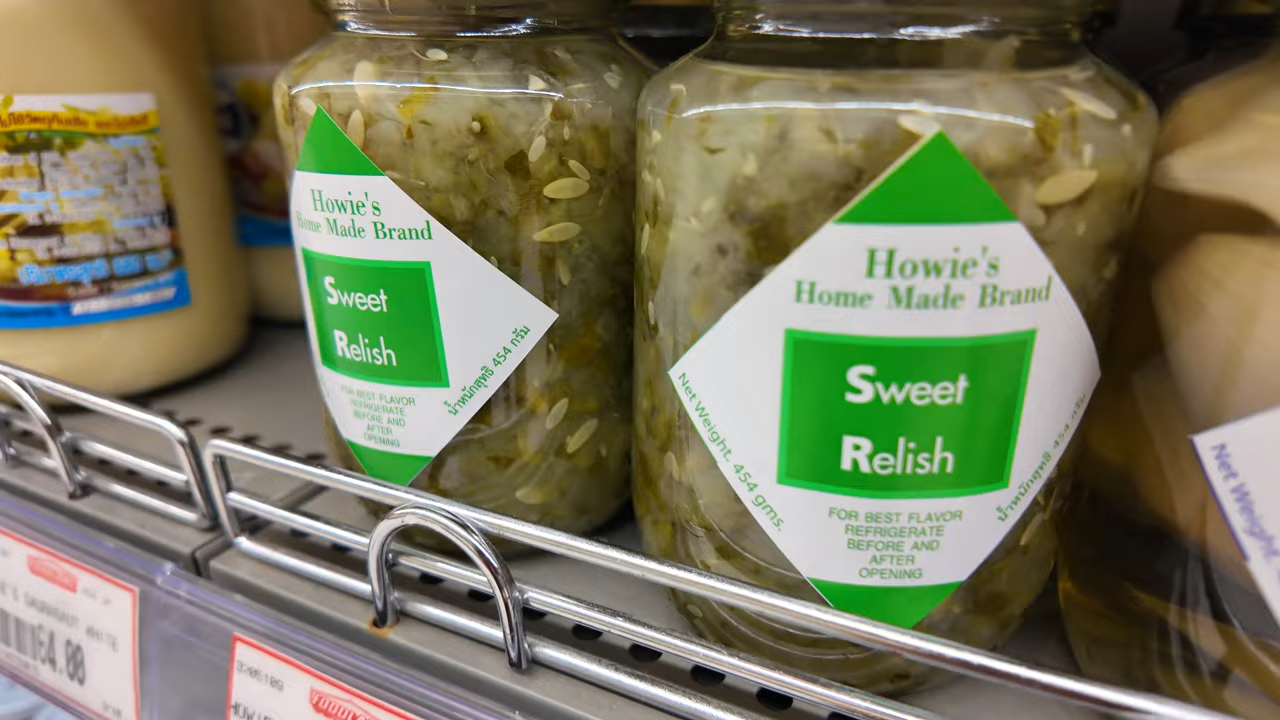 Howie's
Home Made Brand
Sweet
Relish
FOR BEST FLAVOR
REFRIGERATE
BEFORE AND
AFTER
OPENING
น้ำหนักสุทธิ 454 กรัม
Howie's
Home Made Brand
Sweet
Relish
Net Weight. 454 gms.
น้ำหนักสุทธิ 454 กรัม
FOR BEST FLAVOR
REFRIGERATE
BEFORE AND
AFTER
OPENING
Net Weight.
WHITE
64.00